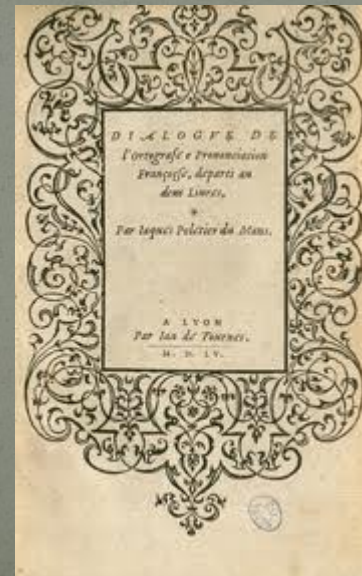 DIALOGVE DE
l'Ortografe e Prononciacion
Françoese, departi an
deus Liures.
Par Iaques Peletier du Mans.
A LYON
Par Ian de Tournes.
M. D. LV.